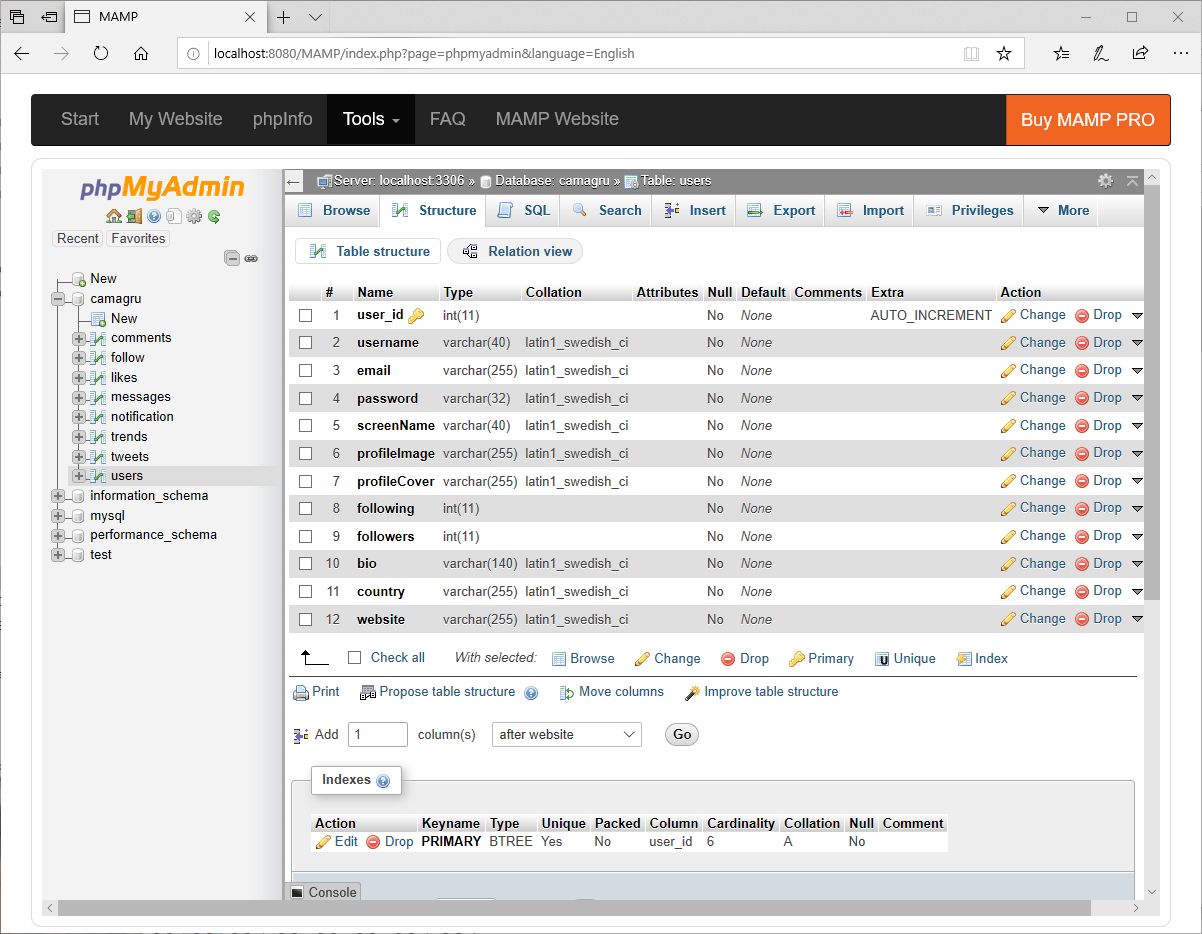 MAMP
localhost:8080/MAMP/index.php?page=phpmyadmin&language=English
Start My Website phpInfo Tools FAQ MAMP Website Buy MAMP PRO
phpMyAdmin
Recent Favorites
New
camagru
New
comments
follow
likes
messages
notification
trends
tweets
users
information_schema
mysql
performance_schema
test
Server: localhost:3306 » Database: camagru » Table: users
Browse Structure SQL Search Insert Export Import Privileges More
Table structure Relation view
# Name Type Collation Attributes Null Default Comments Extra Action
1 user_id int(11) No None AUTO_INCREMENT Change Drop
2 username varchar(40) latin1_swedish_ci No None Change Drop
3 email varchar(255) latin1_swedish_ci No None Change Drop
4 password varchar(32) latin1_swedish_ci No None Change Drop
5 screenName varchar(40) latin1_swedish_ci No None Change Drop
6 profileImage varchar(255) latin1_swedish_ci No None Change Drop
7 profileCover varchar(255) latin1_swedish_ci No None Change Drop
8 following int(11) No None Change Drop
9 followers int(11) No None Change Drop
10 bio varchar(140) latin1_swedish_ci No None Change Drop
11 country varchar(255) latin1_swedish_ci No None Change Drop
12 website varchar(255) latin1_swedish_ci No None Change Drop
Check all With selected: Browse Change Drop Primary Unique Index
Print Propose table structure Move columns Improve table structure
Add 1 column(s) after website Go
Indexes
Action Keyname Type Unique Packed Column Cardinality Collation Null Comment
Edit Drop PRIMARY BTREE Yes No user_id 6 A No
Console